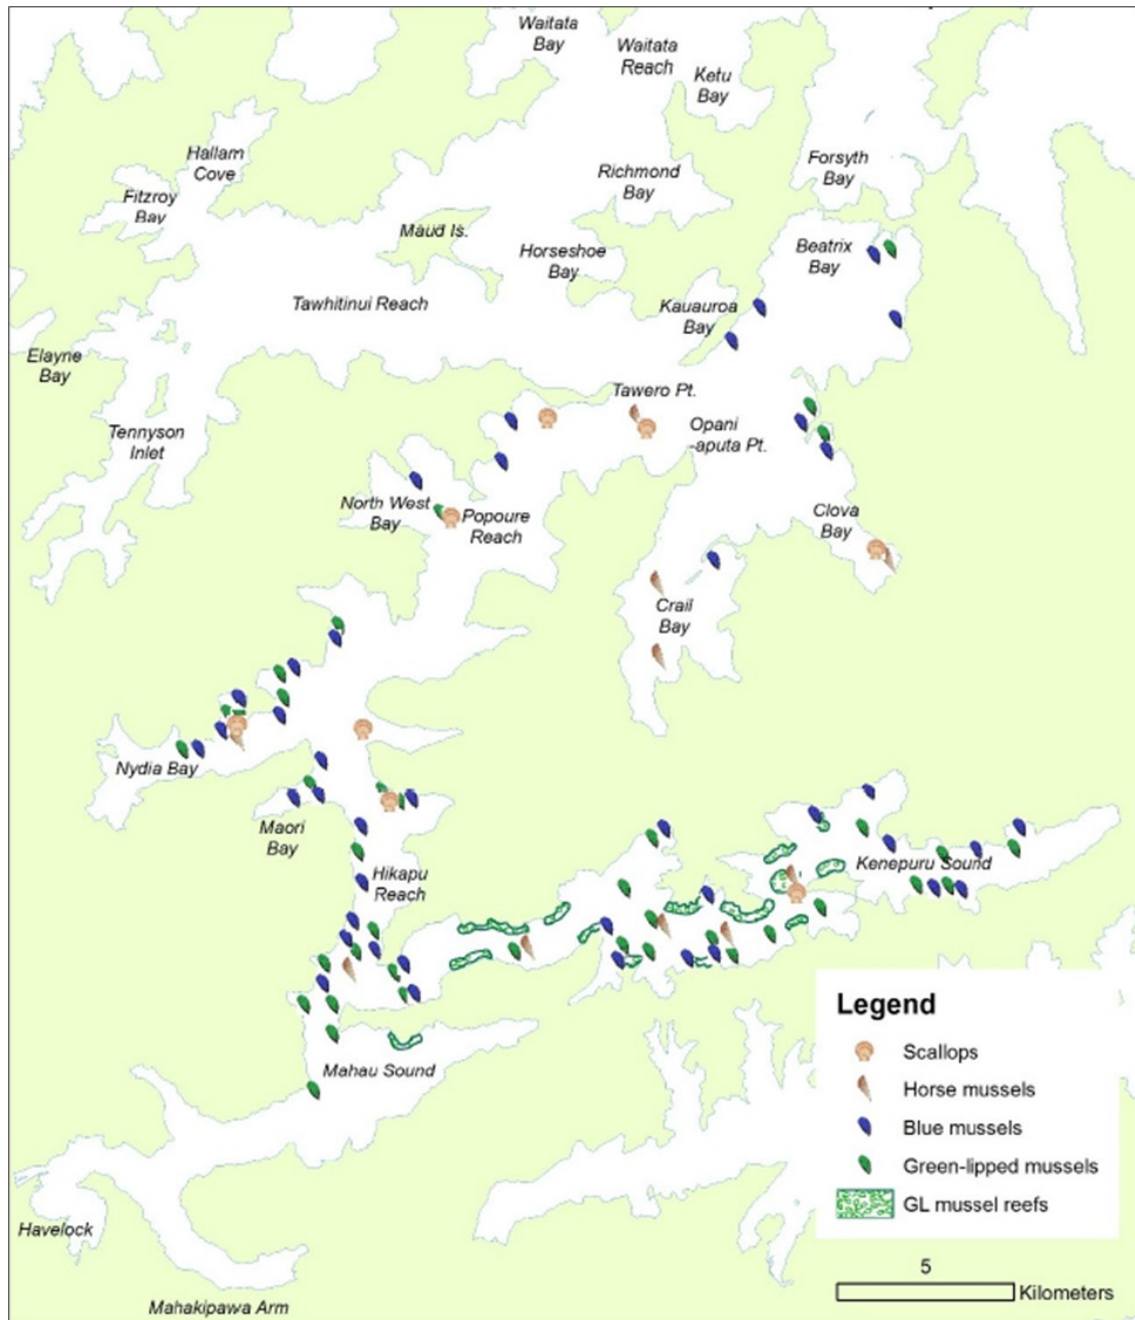 Waitata
Bay
Waitata
Reach
Ketu
Bay
Hallam
Cove
Forsyth
Bay
Richmond
Bay
Fitzroy
Bay
Maud Is.
Horseshoe
Bay
Beatrix
Bay
Tawhitinui Reach
Kauauroa
Bay
Elayne
Bay
Tawero Pt.
Opani
-aputa Pt.
Tennyson
Inlet
North West
Bay
Popoure
Reach
Clova
Bay
Crail
Bay
Nydia Bay
Maori
Bay
Hikapu
Reach
Kenepuru Sound
Mahau Sound
Havelock
Mahakipawa Arm
Legend
Scallops
Horse mussels
Blue mussels
Green-lipped mussels
GL mussel reefs
5
Kilometers